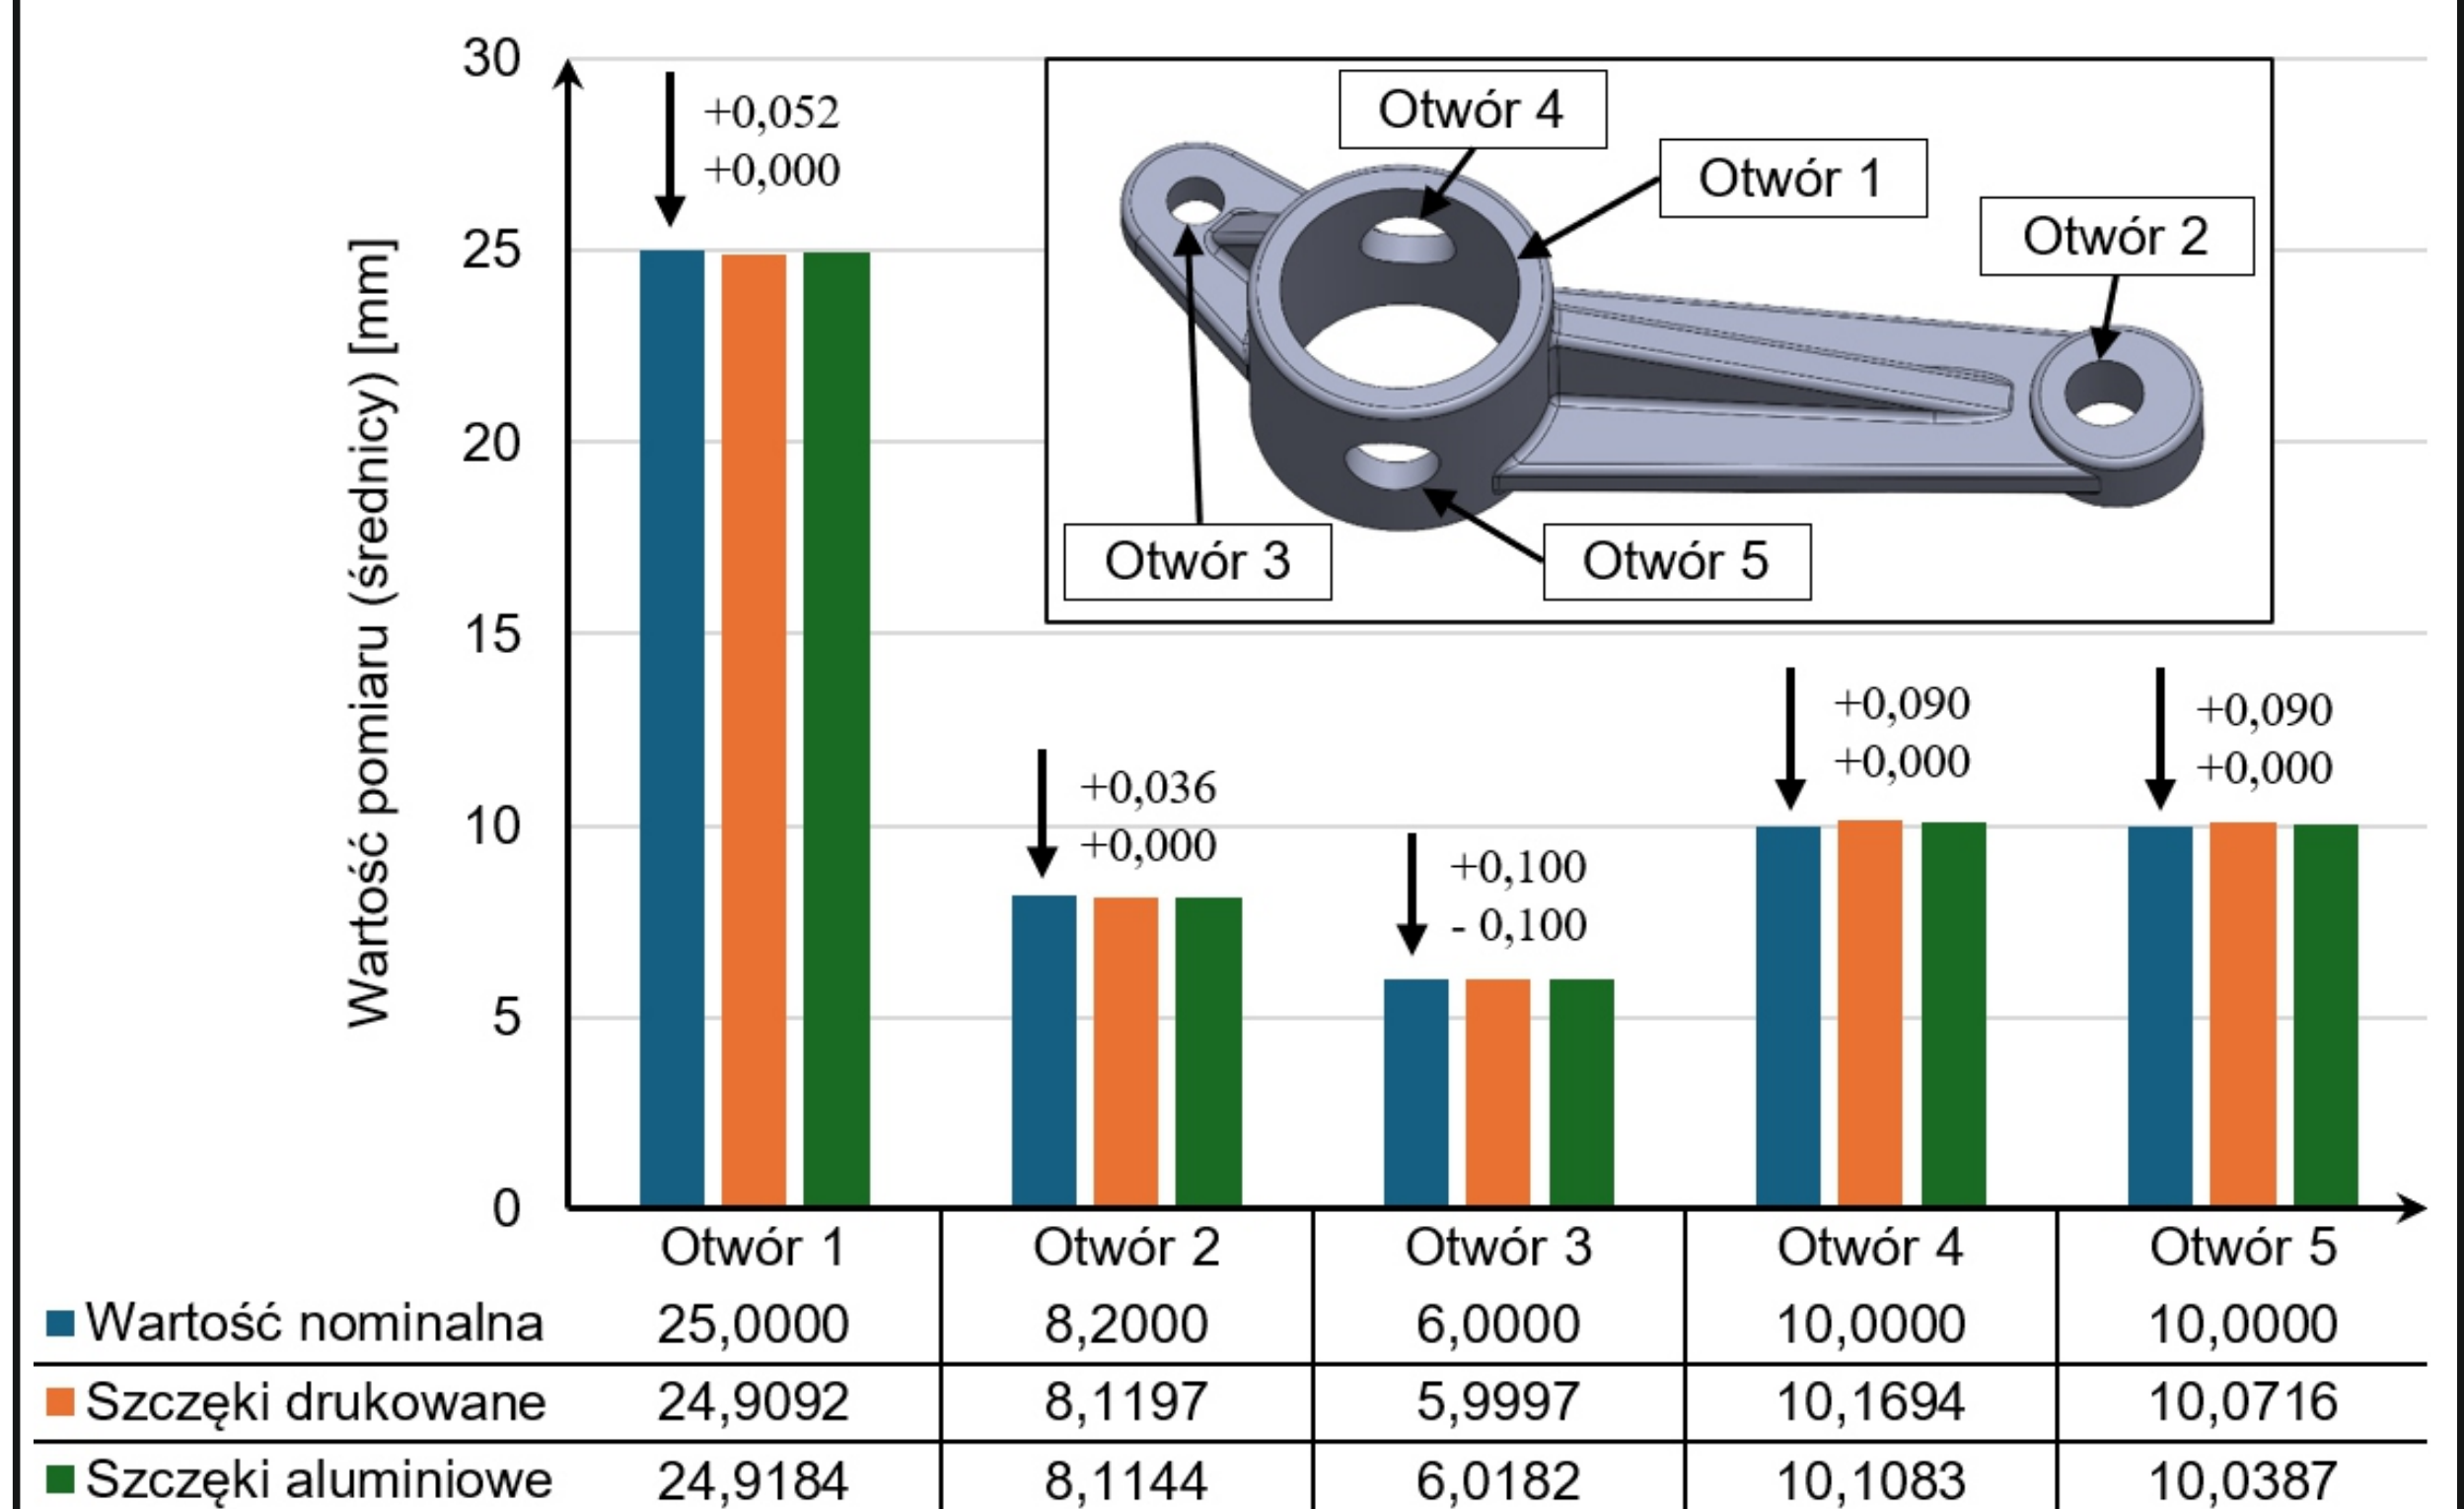 30
+0,052
+0,000
Otwór 4
Otwór 1
Otwór 2
25
Wartość pomiaru (średnicy) [mm]
20
Otwór 3
Otwór 5
15
+0,090
+0,000
+0,090
+0,000
+0,036
+0,000
10
+0,100
- 0,100
5
0
Otwór 1 Otwór 2 Otwór 3 Otwór 4 Otwór 5
Wartość nominalna 25,0000 8,2000 6,0000 10,0000 10,0000
Szczęki drukowane 24,9092 8,1197 5,9997 10,1694 10,0716
Szczęki aluminiowe 24,9184 8,1144 6,0182 10,1083 10,0387